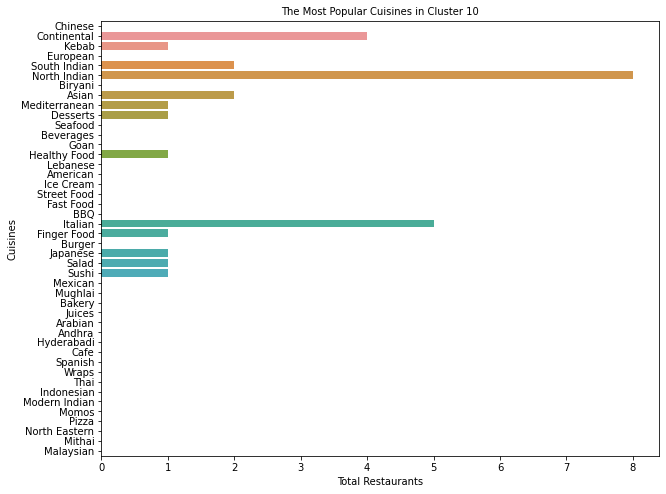 The Most Popular Cuisines in Cluster 10
Cuisines
Chinese
Continental
Kebab
European
South Indian
North Indian
Biryani
Asian
Mediterranean
Desserts
Seafood
Beverages
Goan
Healthy Food
Lebanese
American
Ice Cream
Street Food
Fast Food
BBQ
Italian
Finger Food
Burger
Japanese
Salad
Sushi
Mexican
Mughlai
Bakery
Juices
Arabian
Andhra
Hyderabadi
Cafe
Spanish
Wraps
Thai
Indonesian
Modern Indian
Momos
Pizza
North Eastern
Mithai
Malaysian
0 1 2 3 4 5 6 7 8
Total Restaurants